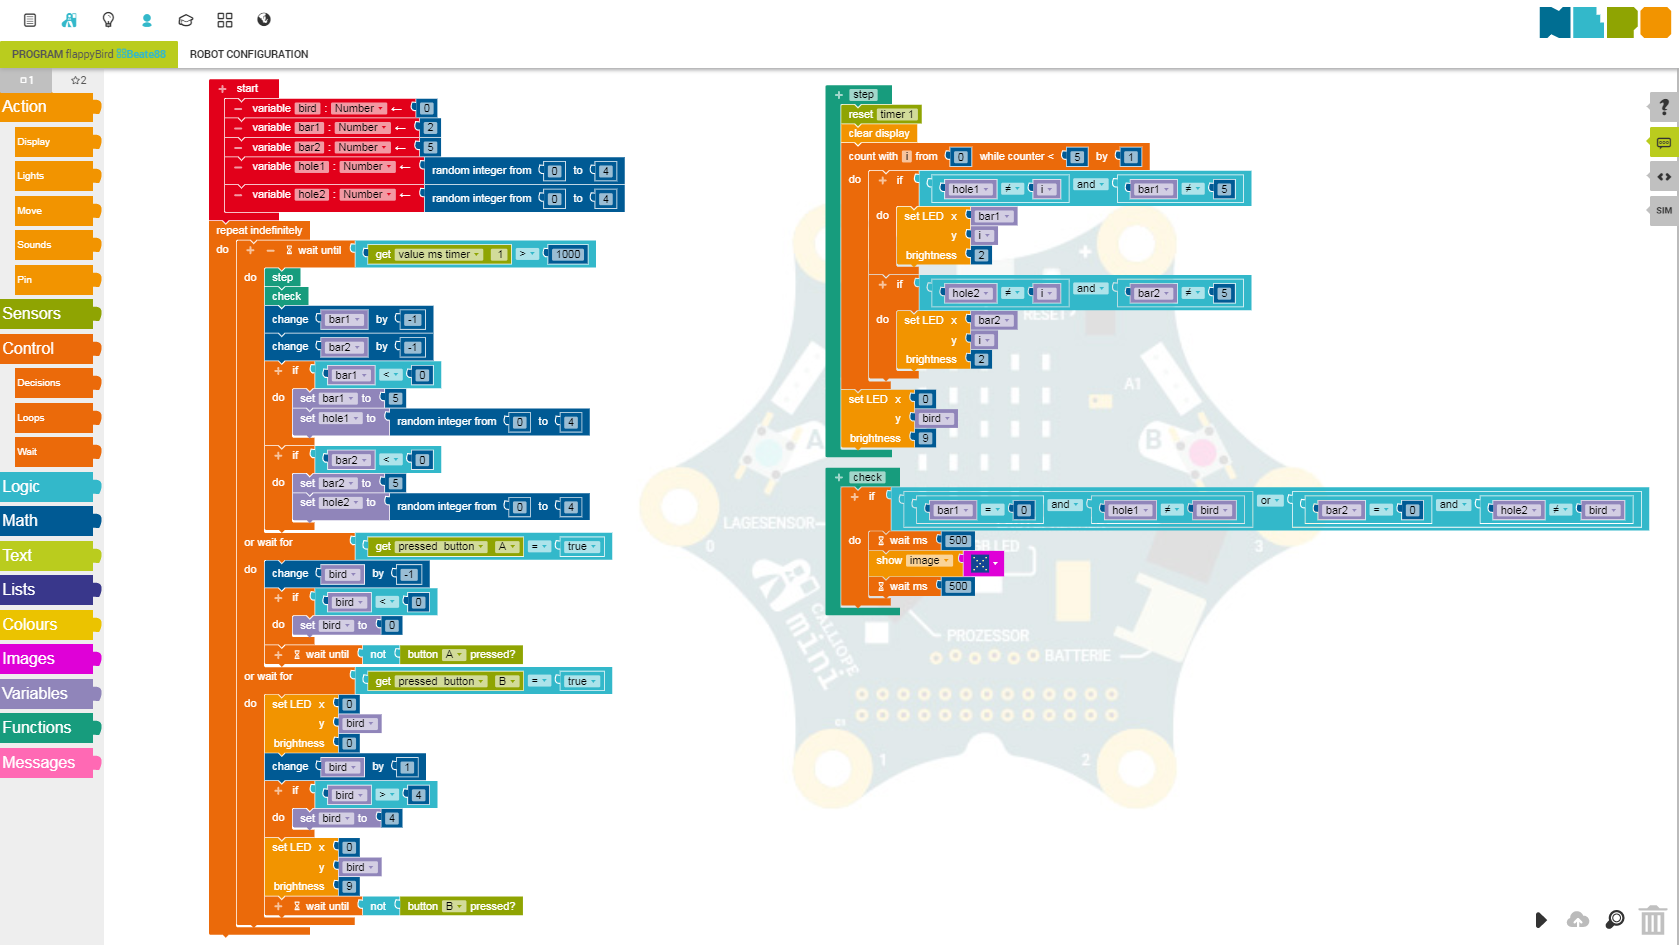 PROGRAM flappyBird Beate88
ROBOT CONFIGURATION
1
2
Action
Display
Lights
Move
Sounds
Pin
Sensors
Control
Decisions
Loops
Wait
Logic
Math
Text
Lists
Colours
Images
Variables
Functions
Messages
+ start
− variable bird : Number ← 0
− variable bar1 : Number ← 2
− variable bar2 : Number ← 5
− variable hole1 : Number ← random integer from 0 to 4
− variable hole2 : Number ← random integer from 0 to 4
repeat indefinitely
do + − wait until get value ms timer 1 > 1000
do step
check
change bar1 by -1
change bar2 by -1
+ if bar1 < 0
do set bar1 to 5
set hole1 to random integer from 0 to 4
+ if bar2 < 0
do set bar2 to 5
set hole2 to random integer from 0 to 4
or wait for get pressed button A = true
do change bird by -1
+ if bird < 0
do set bird to 0
+ wait until not button A pressed?
or wait for get pressed button B = true
do set LED x 0
y bird
brightness 0
change bird by 1
+ if bird > 4
do set bird to 4
set LED x 0
y bird
brightness 9
+ wait until not button B pressed?
+ step
reset timer 1
clear display
count with i from 0 while counter < 5 by 1
do + if hole1 ≠ i and bar1 ≠ 5
do set LED x bar1
y i
brightness 2
+ if hole2 ≠ i and bar2 ≠ 5
do set LED x bar2
y i
brightness 2
set LED x 0
y bird
brightness 9
+ check
+ if bar1 = 0 and hole1 ≠ bird or bar2 = 0 and hole2 ≠ bird
do wait ms 500
show image
wait ms 500
RESET
A1
A
B
LAGESENSOR
GB LED
0
3
CALLIOPE
mini
PROZESSOR
BATTERIE
1
2
?
SIM